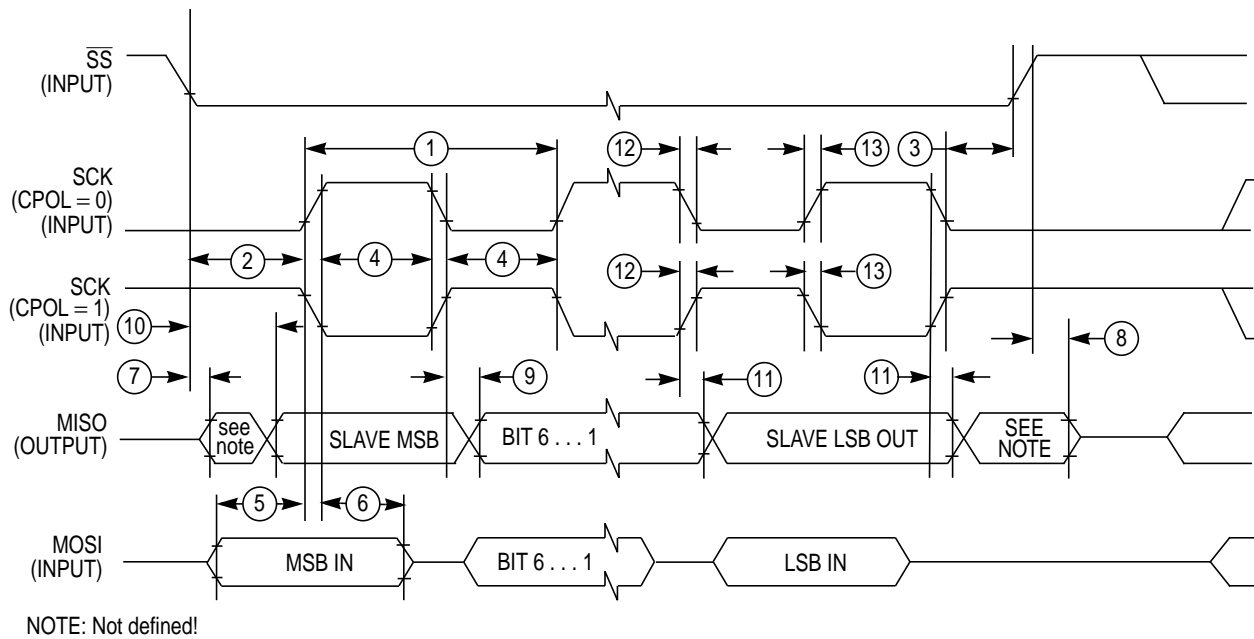 S̅S̅
(INPUT)
1
12
13
3
SCK
(CPOL = 0)
(INPUT)
2
4
4
SCK
(CPOL = 1)
(INPUT)
12
13
10
8
7
9
11
11
MISO
(OUTPUT)
see
note
SLAVE MSB
BIT 6 . . . 1
SLAVE LSB OUT
SEE
NOTE
5
6
MOSI
(INPUT)
MSB IN
BIT 6 . . . 1
LSB IN
NOTE: Not defined!